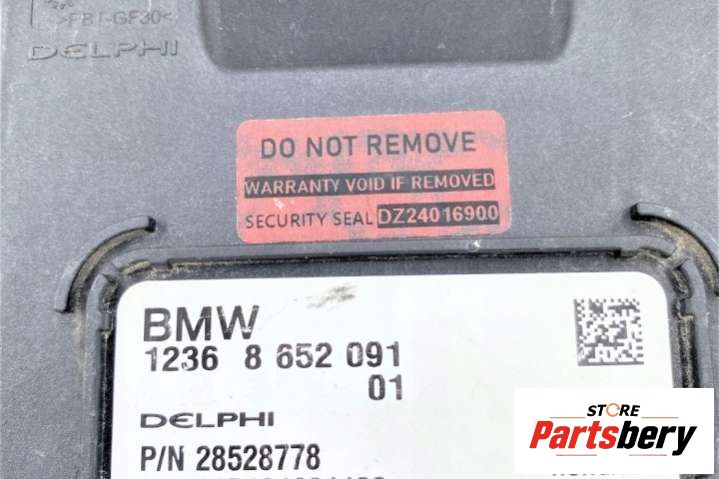 >PBT-GF30<
DELPHI
DO NOT REMOVE
WARRANTY VOID IF REMOVED
SECURITY SEAL DZ24016900
BMW
1236 8 652 091
01
DELPHI
P/N 28528778
STORE
Partsbery